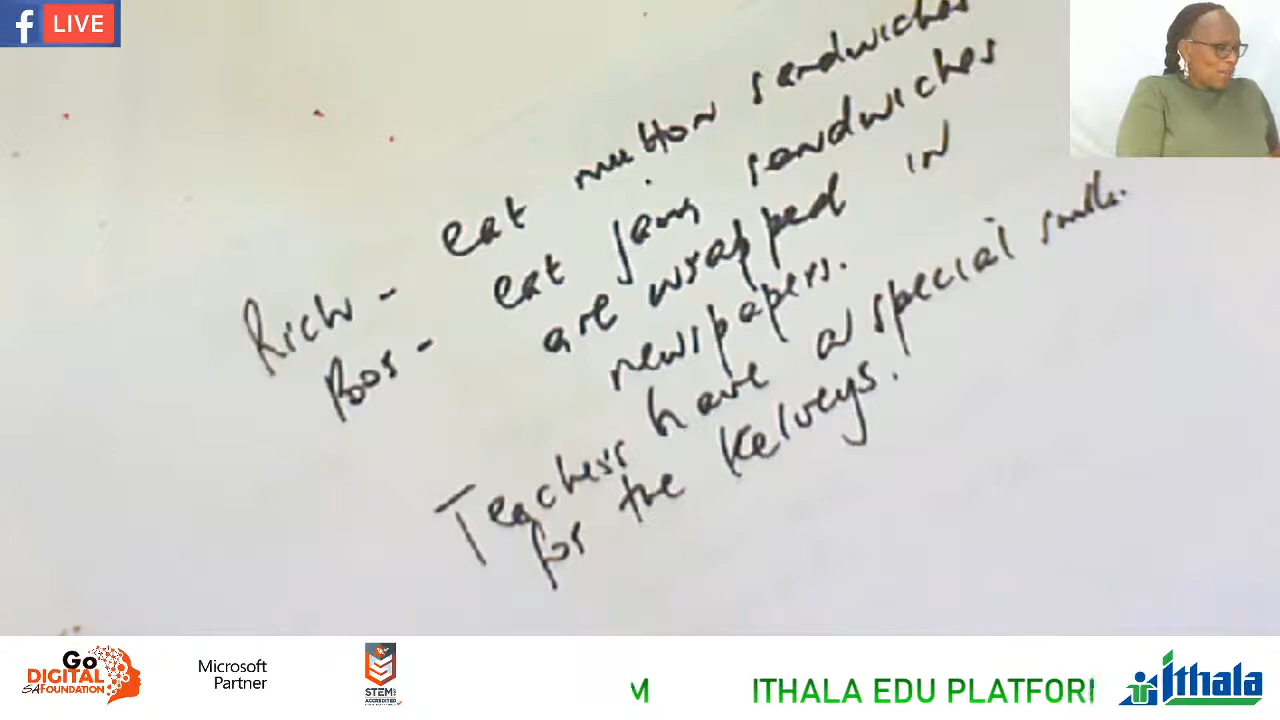 f LIVE
Rich - eat mutton sandwiches
Poor - eat jam sandwiches
are wrapped in
newspapers.
Teachers have a special smile
for the Kelveys.
Go
DIGITAL
SA FOUNDATION
Microsoft
Partner
STEM
M ITHALA EDU PLATFOR
ithala